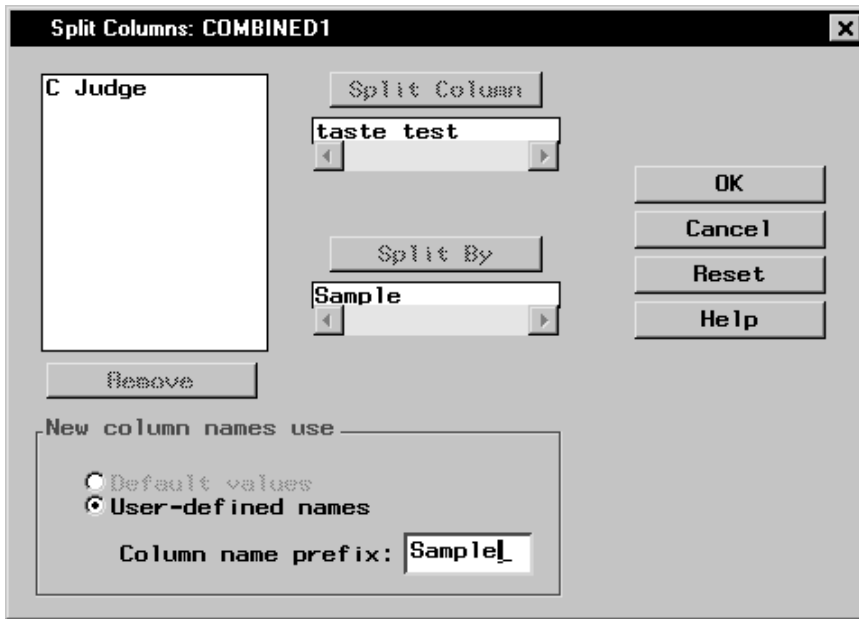 Split Columns: COMBINED1
C Judge
Split Column
taste test
Split By
Sample
OK
Cancel
Reset
Help
Remove
New column names use
Default values
User-defined names
Column name prefix: Sample_